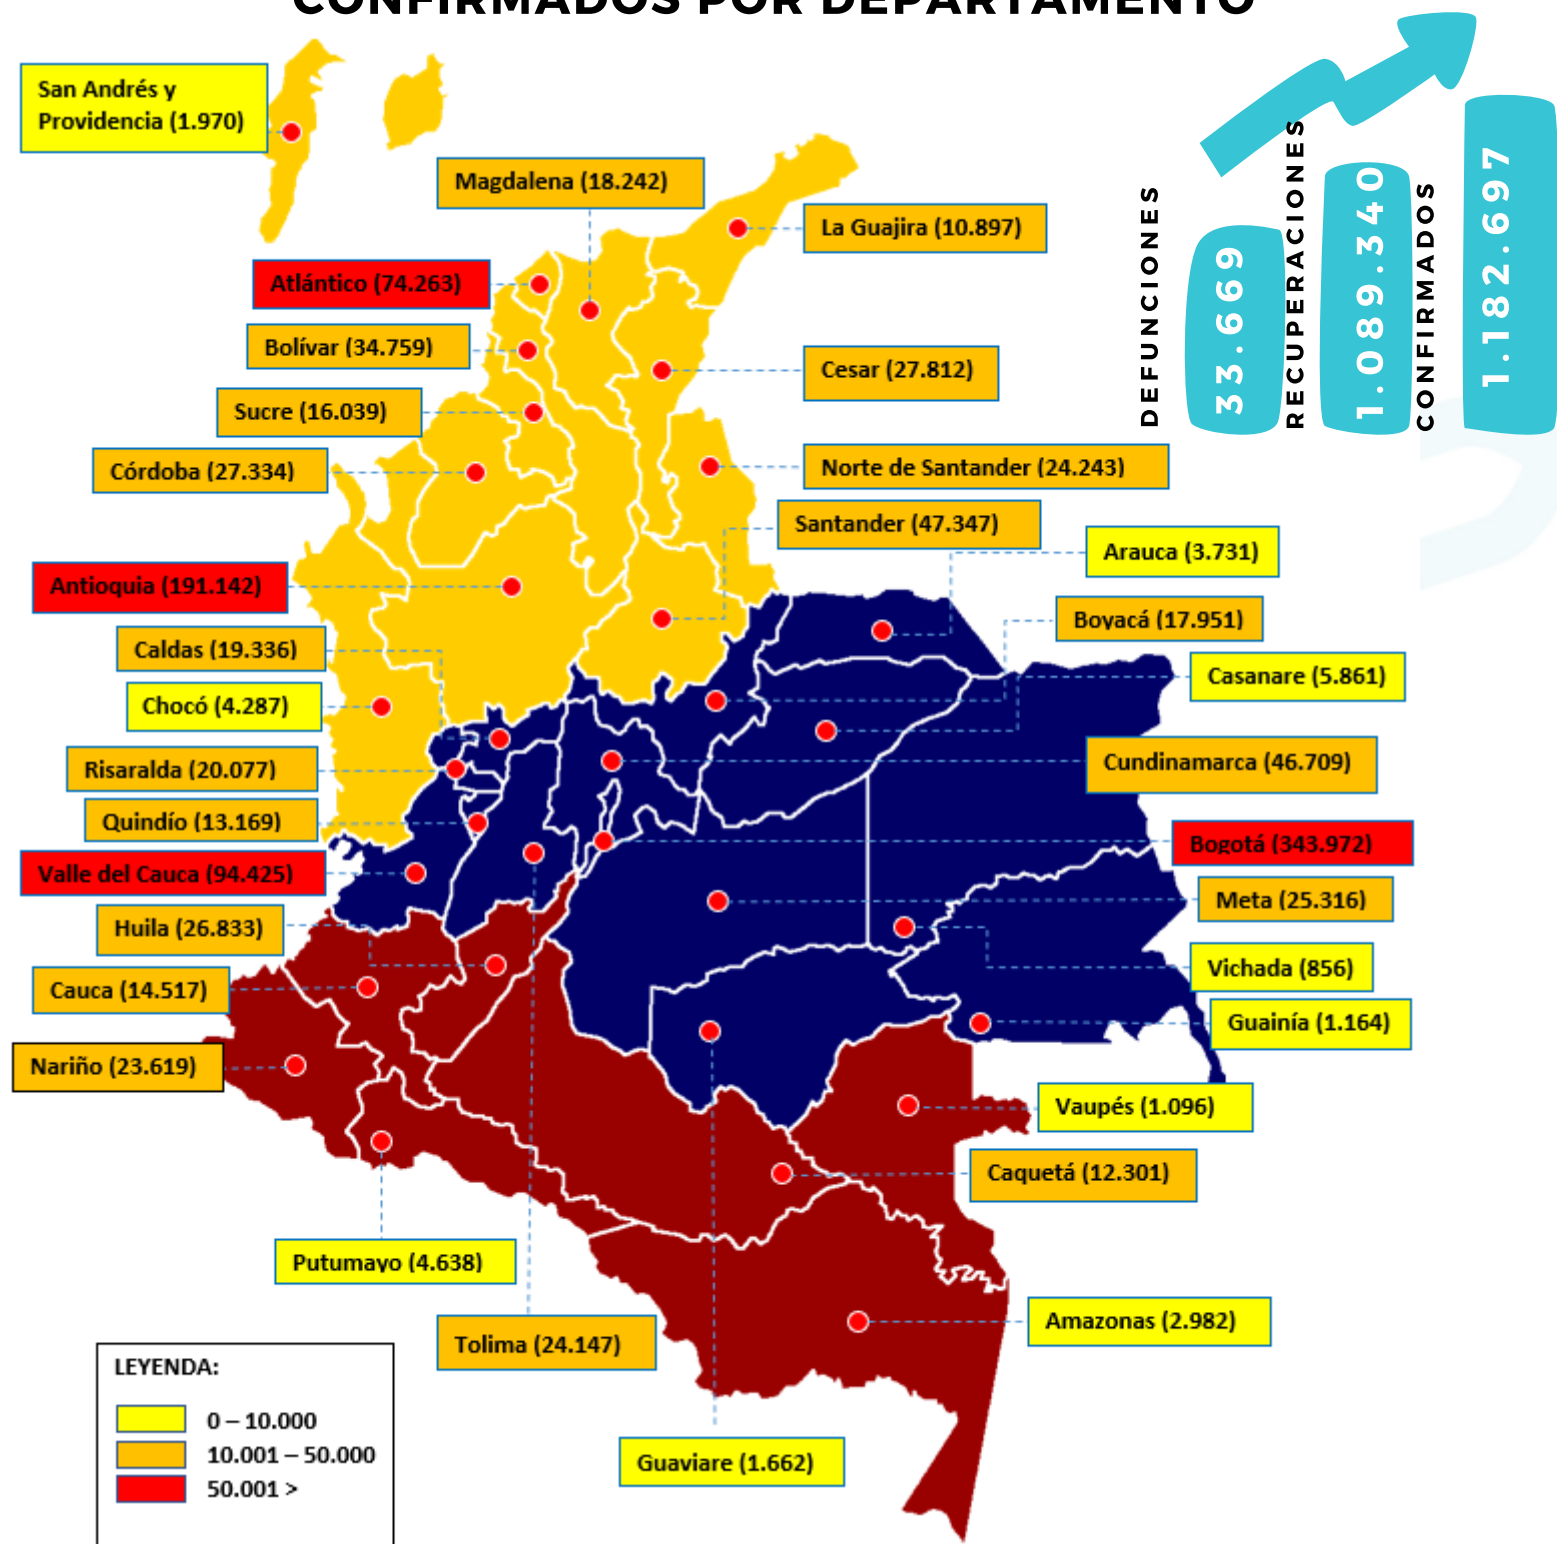 CONFIRMADOS POR DEPARTAMENTO
San Andrés y
Providencia (1.970)
Magdalena (18.242)
La Guajira (10.897)
Atlántico (74.263)
Bolívar (34.759)
Cesar (27.812)
Sucre (16.039)
Córdoba (27.334)
Norte de Santander (24.243)
Santander (47.347)
Arauca (3.731)
Antioquia (191.142)
Boyacá (17.951)
Caldas (19.336)
Casanare (5.861)
Chocó (4.287)
Risaralda (20.077)
Cundinamarca (46.709)
Quindío (13.169)
Bogotá (343.972)
Valle del Cauca (94.425)
Meta (25.316)
Huila (26.833)
Vichada (856)
Cauca (14.517)
Guainía (1.164)
Nariño (23.619)
Vaupés (1.096)
Caquetá (12.301)
Putumayo (4.638)
Amazonas (2.982)
Tolima (24.147)
Guaviare (1.662)
DEFUNCIONES
33.669
RECUPERACIONES
1.089.340
CONFIRMADOS
1.182.697
LEYENDA:
0 – 10.000
10.001 – 50.000
50.001 >